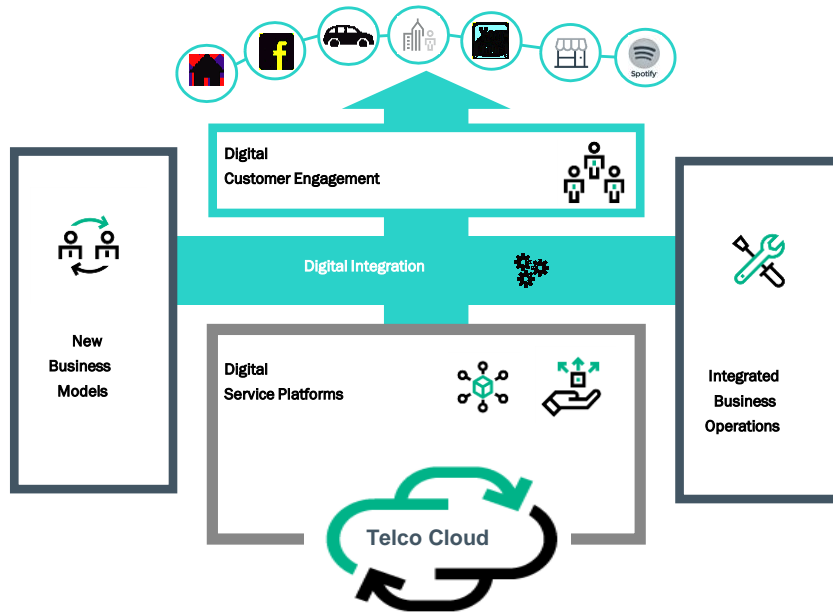 f
Spotify
Digital
Customer Engagement
Digital Integration
New
Business
Models
Digital
Service Platforms
Integrated
Business
Operations
Telco Cloud